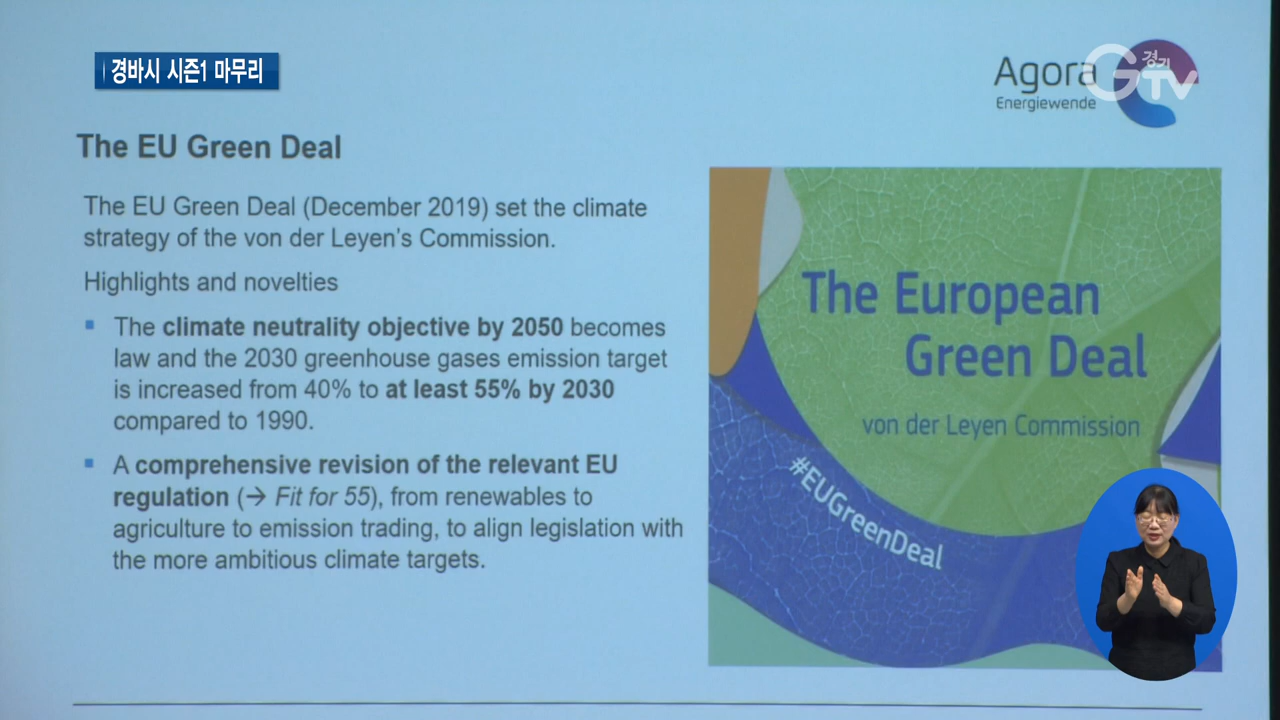 경바시 시즌1 마무리
Agora
Energiewende
G경기TV
The EU Green Deal
The EU Green Deal (December 2019) set the climate
strategy of the von der Leyen's Commission.
Highlights and novelties
▪ The climate neutrality objective by 2050 becomes
law and the 2030 greenhouse gases emission target
is increased from 40% to at least 55% by 2030
compared to 1990.
▪ A comprehensive revision of the relevant EU
regulation (→ Fit for 55), from renewables to
agriculture to emission trading, to align legislation with
the more ambitious climate targets.
The European
Green Deal
von der Leyen Commission
#EUGreenDeal